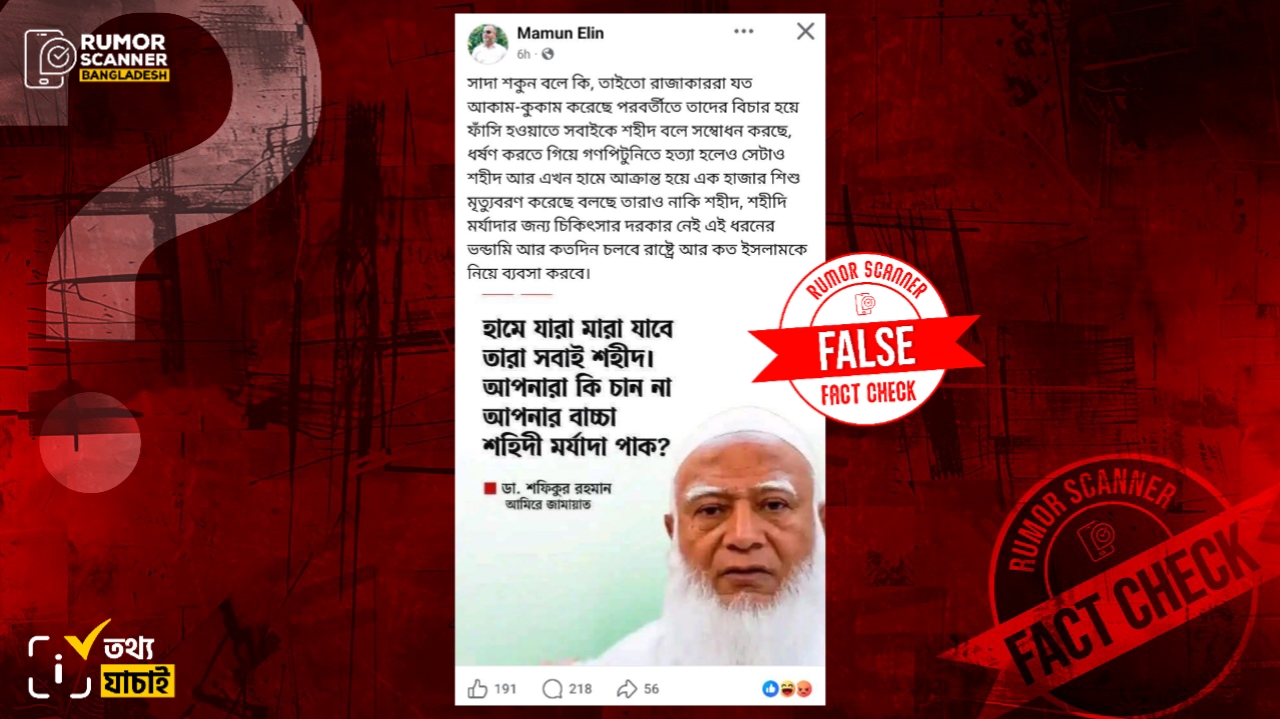 RUMOR
SCANNER
BANGLADESH
Mamun Elin
6h
সাদা শকুন বলে কি, তাইতো রাজাকাররা যত
আকাম-কুকাম করেছে পরবর্তীতে তাদের বিচার হয়ে
ফাঁসি হওয়াতে সবাইকে শহীদ বলে সম্বোধন করছে,
ধর্ষণ করতে গিয়ে গণপিটুনিতে হত্যা হলেও সেটাও
শহীদ আর এখন হামে আক্রান্ত হয়ে এক হাজার শিশু
মৃত্যুবরণ করেছে বলছে তারাও নাকি শহীদ, শহীদি
মর্যাদার জন্য চিকিৎসার দরকার নেই এই ধরনের
ভন্ডামি আর কতদিন চলবে রাষ্ট্রে আর কত ইসলামকে
নিয়ে ব্যবসা করবে।
হামে যারা মারা যাবে
তারা সবাই শহীদ।
আপনারা কি চান না
আপনার বাচ্চা
শহিদী মর্যাদা পাক?
ডা. শফিকুর রহমান
আমিরে জামায়াত
191
218
56
RUMOR SCANNER
FALSE
FACT CHECK
RUMOR SCANNER
FACT CHECK
তথ্য
যাচাই